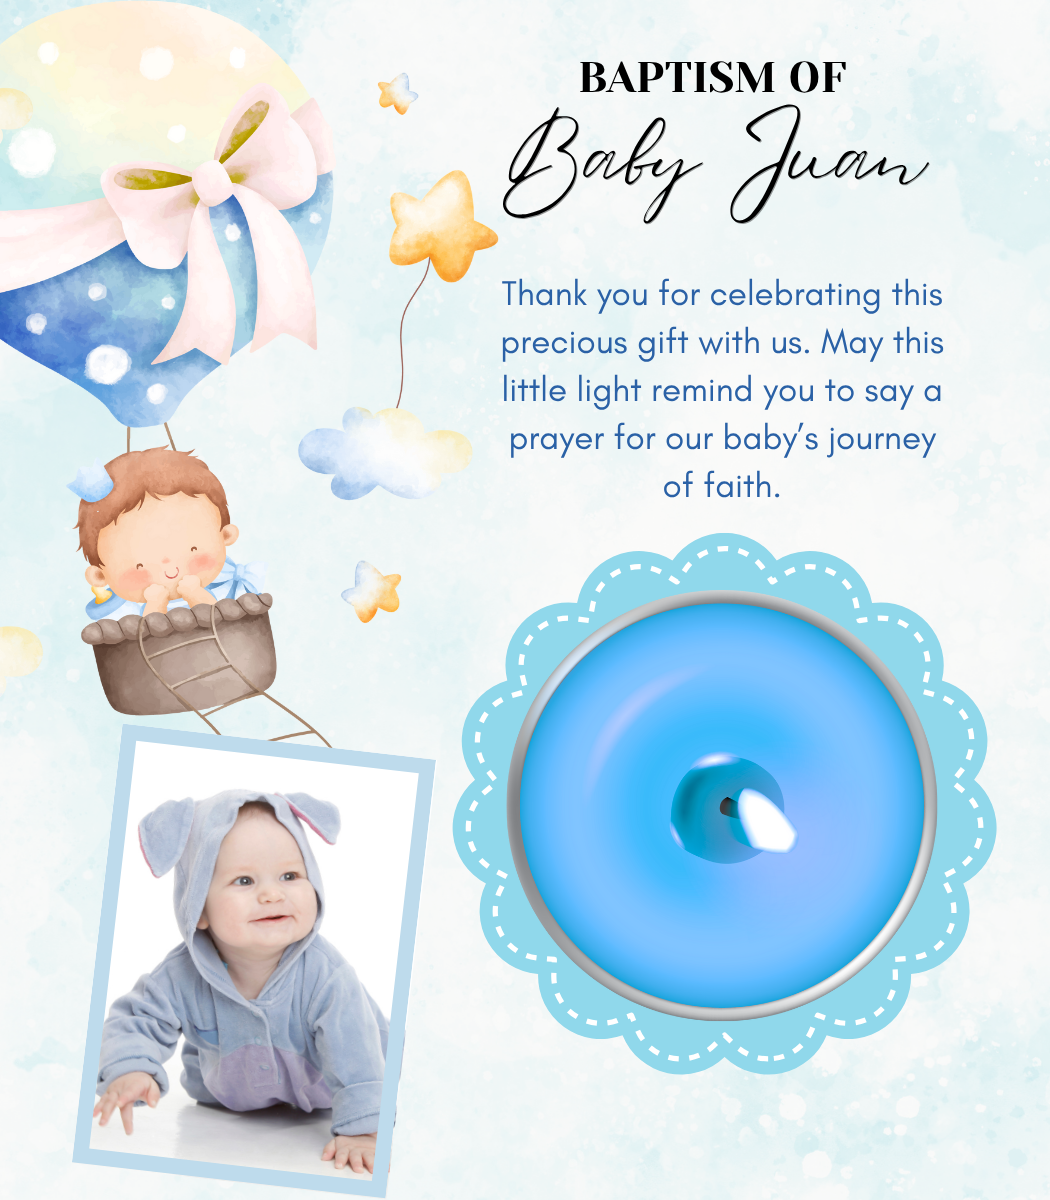 BAPTISM OF
Baby Juan
Thank you for celebrating this
precious gift with us. May this
little light remind you to say a
prayer for our baby’s journey
of faith.